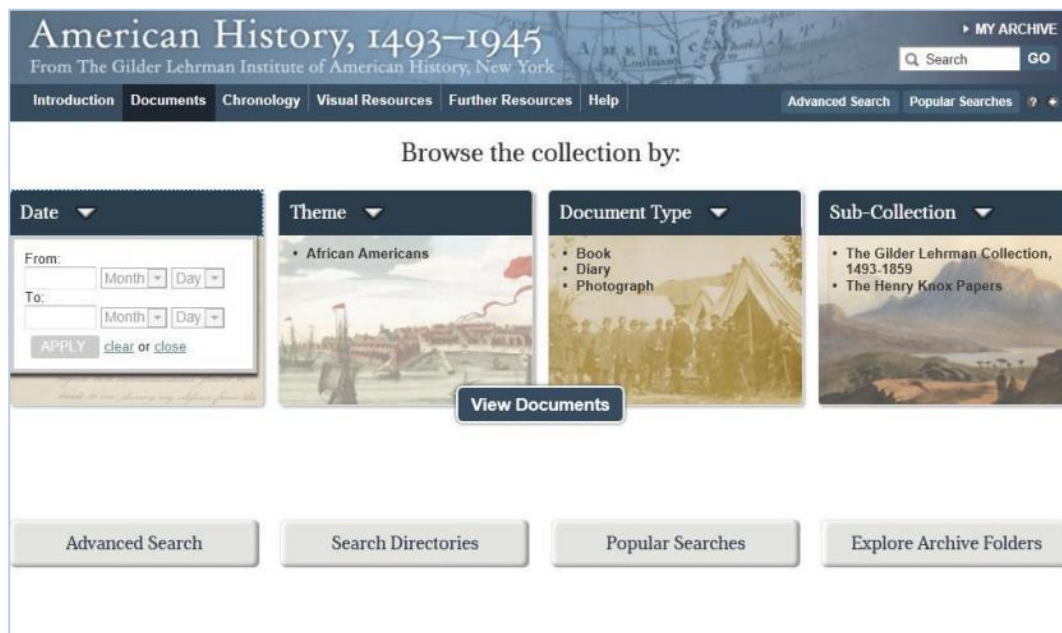 American History, 1493–1945
From The Gilder Lehrman Institute of American History, New York
MY ARCHIVE
Search GO
Introduction Documents Chronology Visual Resources Further Resources Help Advanced Search Popular Searches ?
Browse the collection by:
Date Theme Document Type Sub-Collection
From:
Month Day
To:
Month Day
APPLY clear or close
• African Americans
• Book
• Diary
• Photograph
• The Gilder Lehrman Collection,
1493-1859
• The Henry Knox Papers
View Documents
Advanced Search Search Directories Popular Searches Explore Archive Folders